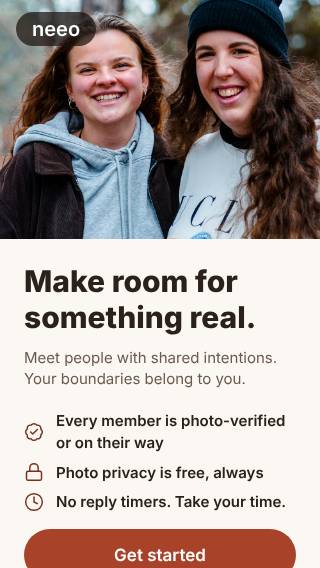 neeo
UCL
Make room for
something real.
Meet people with shared intentions.
Your boundaries belong to you.
Every member is photo-verified
or on their way
Photo privacy is free, always
No reply timers. Take your time.
Get started